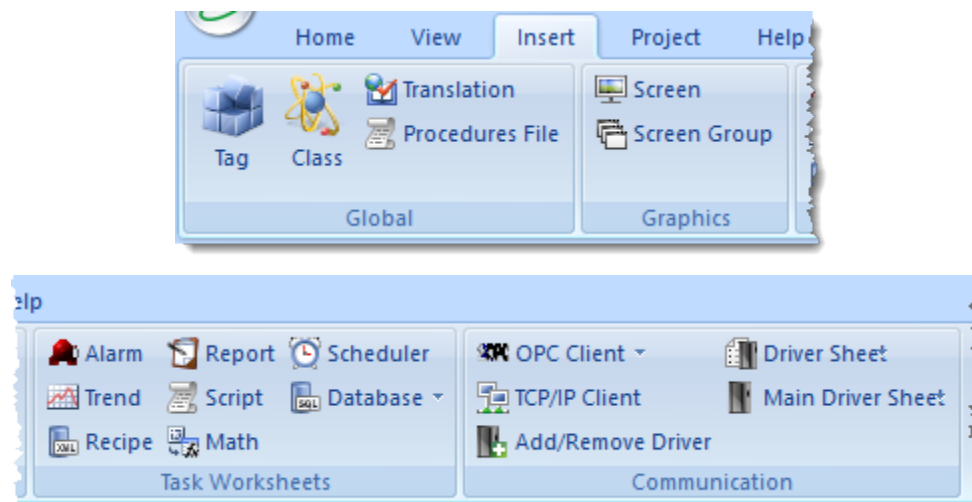 Home View Insert Project Help
Translation Screen
Procedures File Screen Group
Tag Class
Global Graphics
elp
Alarm Report Scheduler OPC Client Driver Sheet
Trend Script SQL Database TCP/IP Client Main Driver Sheet
XML Recipe Math Add/Remove Driver
Task Worksheets Communication